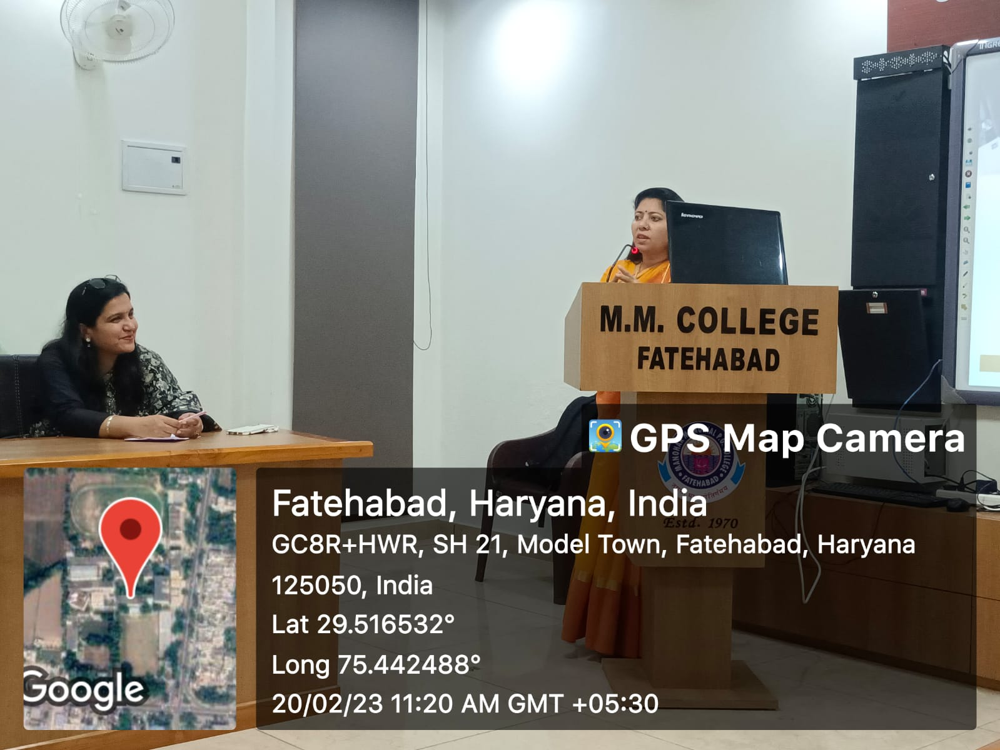 lenovo
M.M. COLLEGE
FATEHABAD
GPS Map Camera
FATEHABAD
Estd. 1970
Fatehabad, Haryana, India
GC8R+HWR, SH 21, Model Town, Fatehabad, Haryana
125050, India
Lat 29.516532°
Long 75.442488°
20/02/23 11:20 AM GMT +05:30
Google